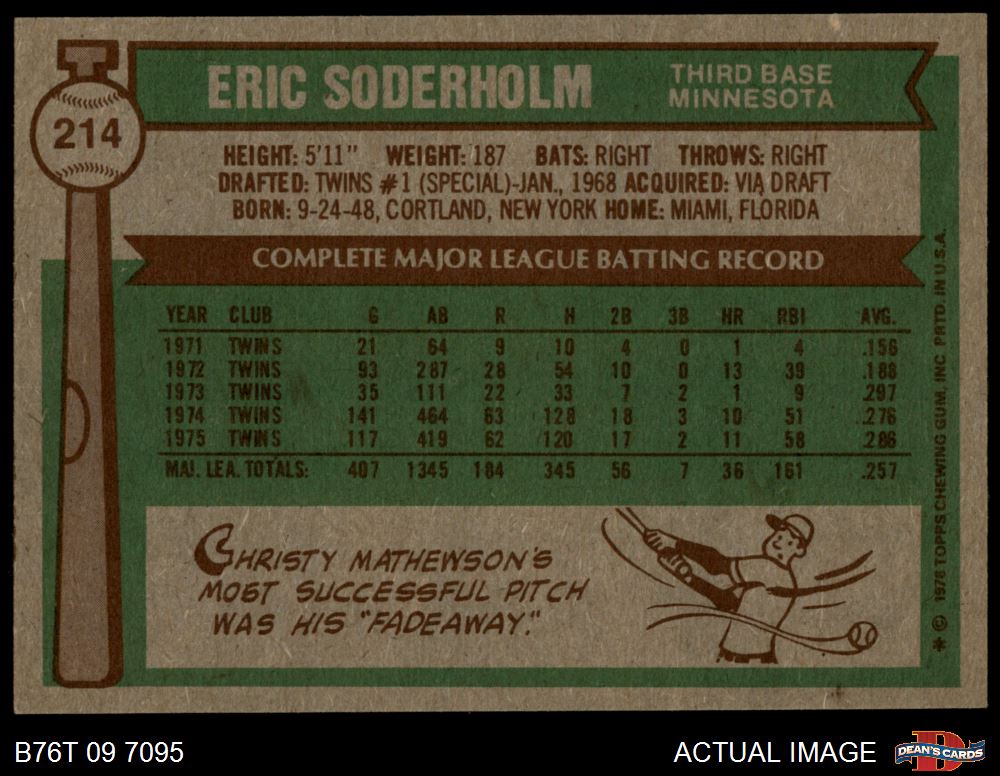 214
ERIC SODERHOLM
THIRD BASE
MINNESOTA
HEIGHT: 5'11" WEIGHT: 187 BATS: RIGHT THROWS: RIGHT
DRAFTED: TWINS #1 (SPECIAL)-JAN., 1968 ACQUIRED: VIA DRAFT
BORN: 9-24-48, CORTLAND, NEW YORK HOME: MIAMI, FLORIDA
COMPLETE MAJOR LEAGUE BATTING RECORD
YEAR CLUB G AB R H 2B 3B HR RBI AVG.
1971 TWINS 21 64 9 10 4 0 1 4 .156
1972 TWINS 93 287 28 54 10 0 13 39 .188
1973 TWINS 35 111 22 33 7 2 1 9 .297
1974 TWINS 141 464 63 128 18 3 10 51 .276
1975 TWINS 117 419 62 120 17 2 11 58 .286
MAJ. LEA. TOTALS: 407 1345 184 345 56 7 36 161 .257
CHRISTY MATHEWSON'S
MOST SUCCESSFUL PITCH
WAS HIS "FADEAWAY."
* © 1976 TOPPS CHEWING GUM, INC. PRTD. IN U.S.A.
B76T 09 7095
ACTUAL IMAGE
DEAN'S CARDS